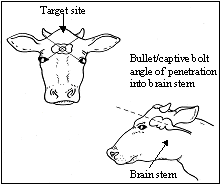 Target site
Bullet/captive bolt
angle of penetration
into brain stem
Brain stem